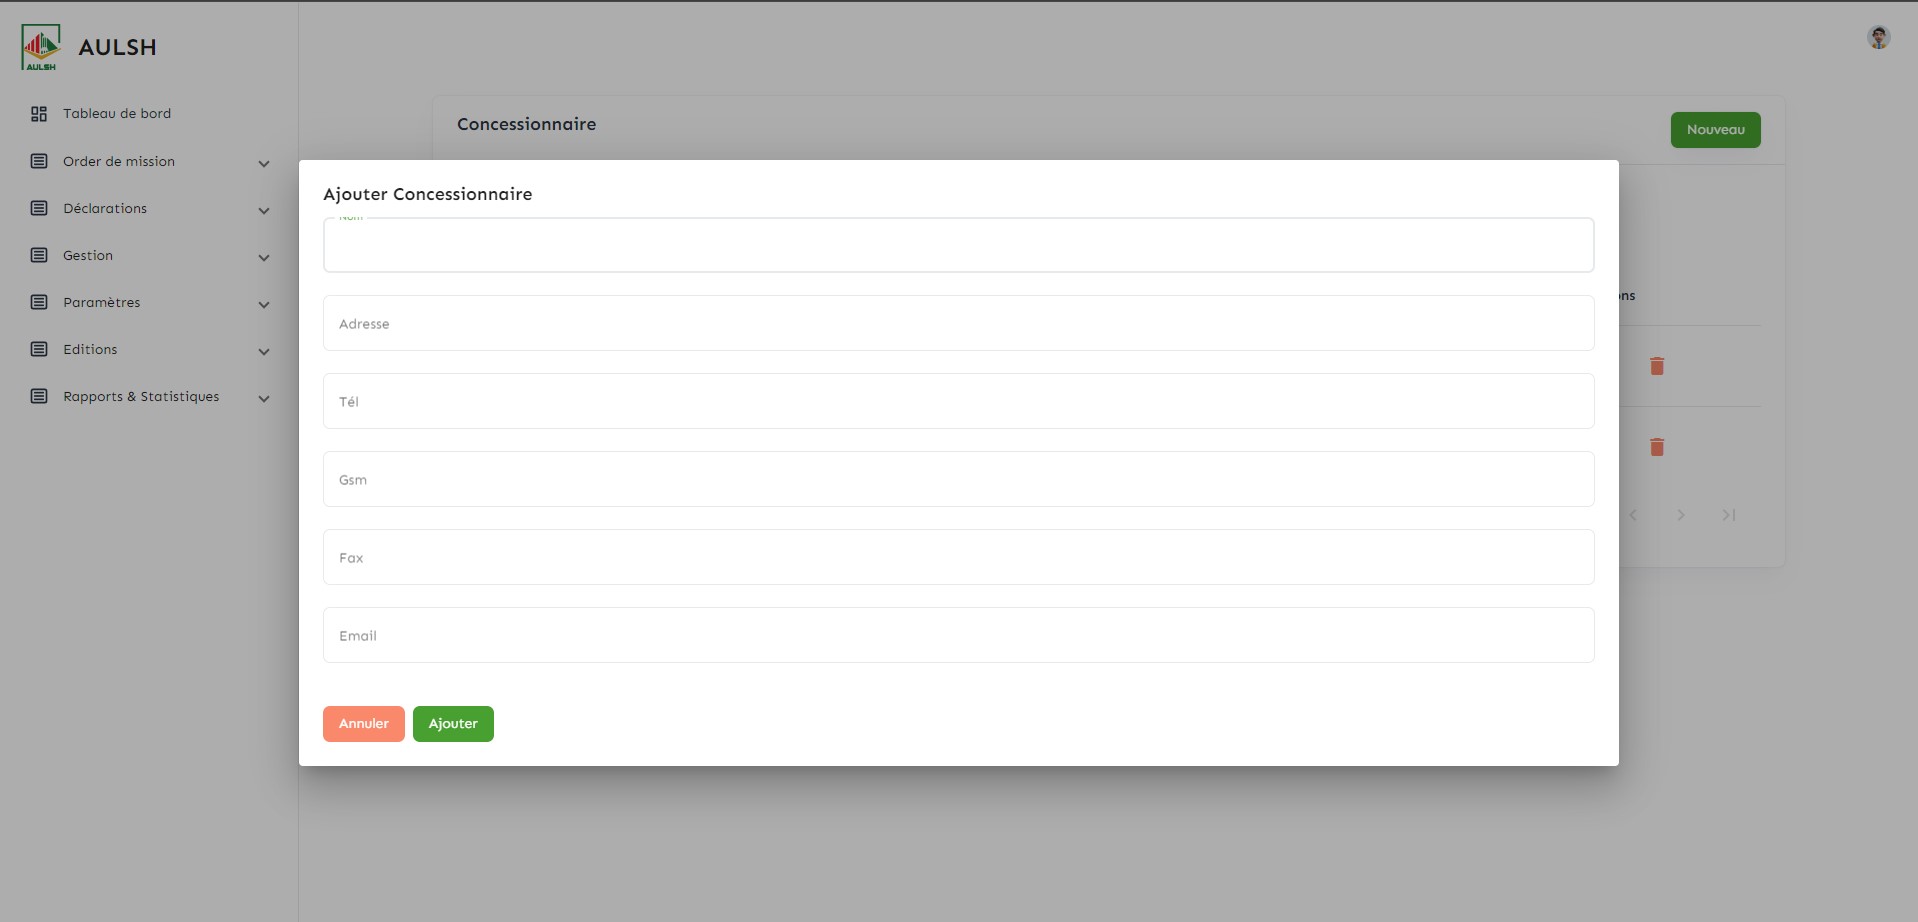 AULSH
AULSH
Tableau de bord
Order de mission
Déclarations
Gestion
Paramètres
Editions
Rapports & Statistiques
Concessionnaire
Nouveau
Ajouter Concessionnaire
Nom
Adresse
Tél
Gsm
Fax
Email
Annuler
Ajouter
ons